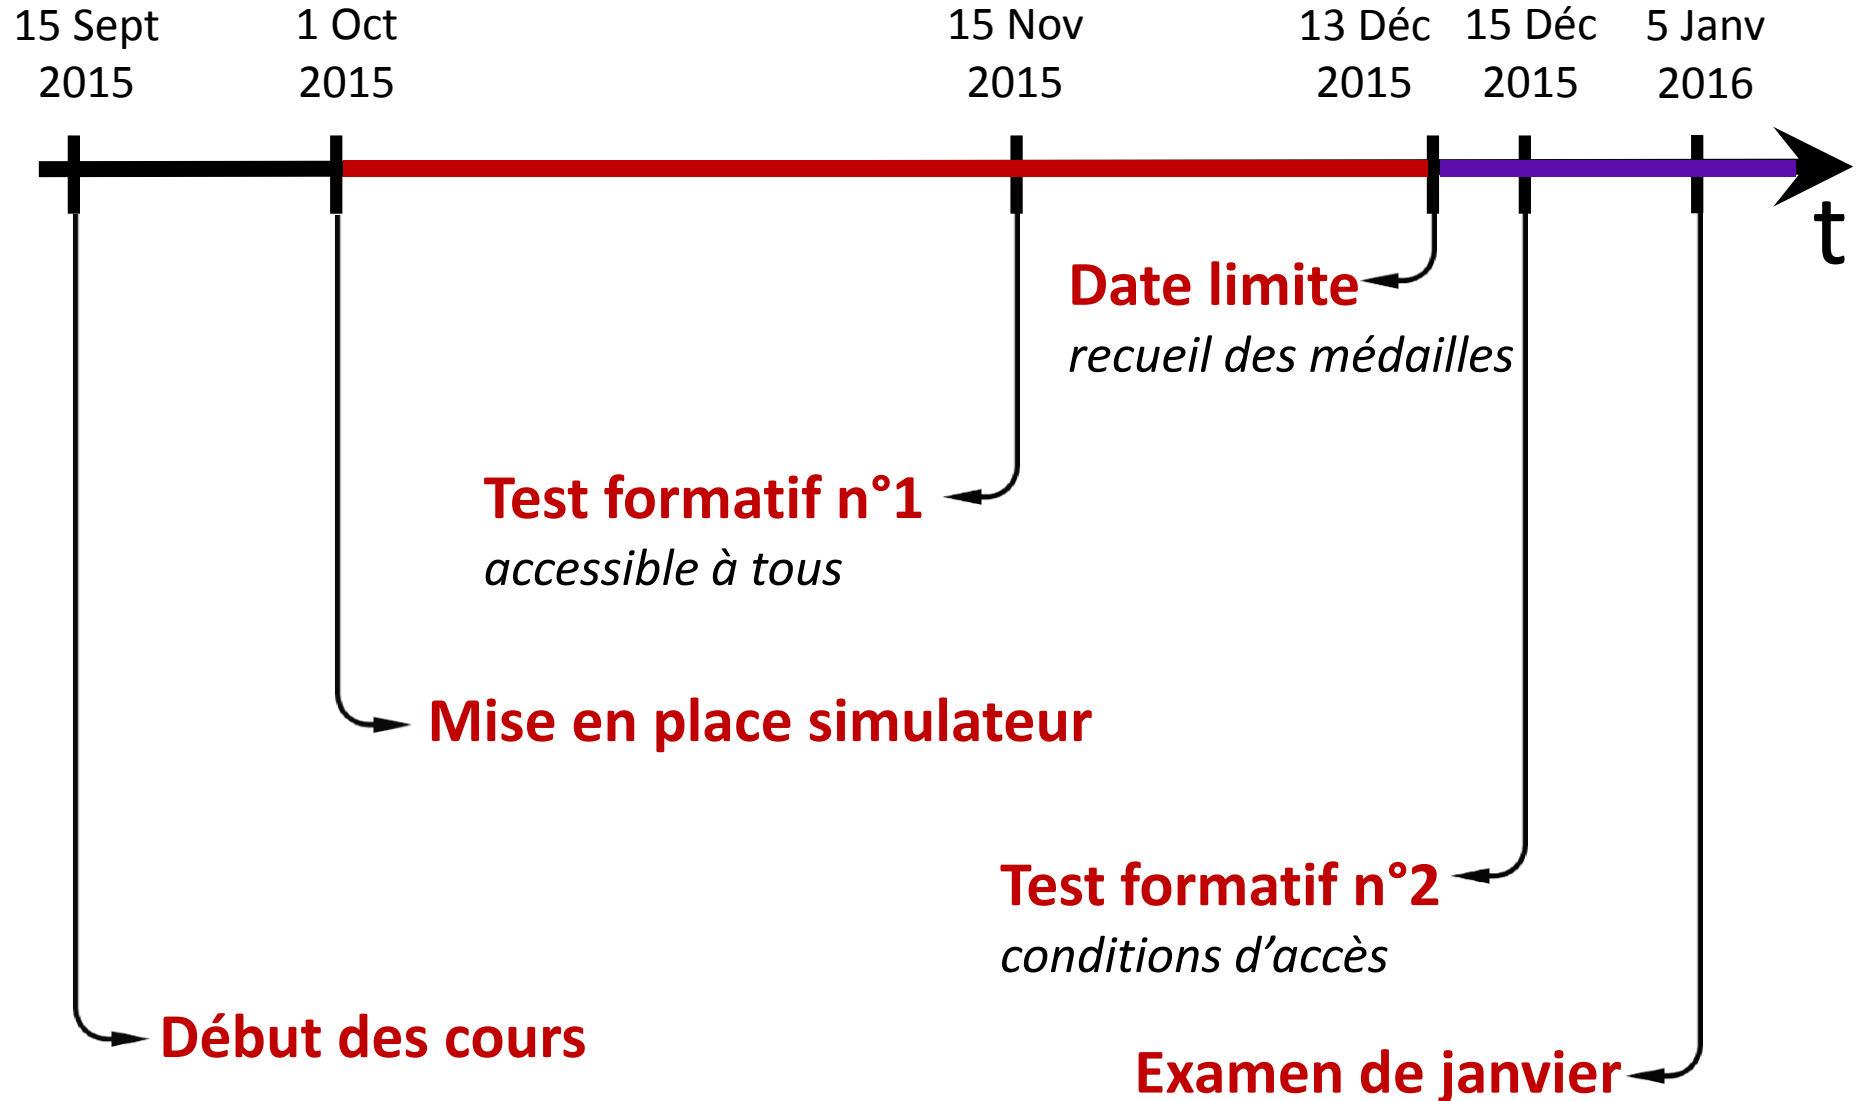 15 Sept
2015
1 Oct
2015
15 Nov
2015
13 Déc
2015
15 Déc
2015
5 Janv
2016
t
Date limite
recueil des médailles
Test formatif n°1
accessible à tous
Mise en place simulateur
Test formatif n°2
conditions d’accès
Début des cours
Examen de janvier